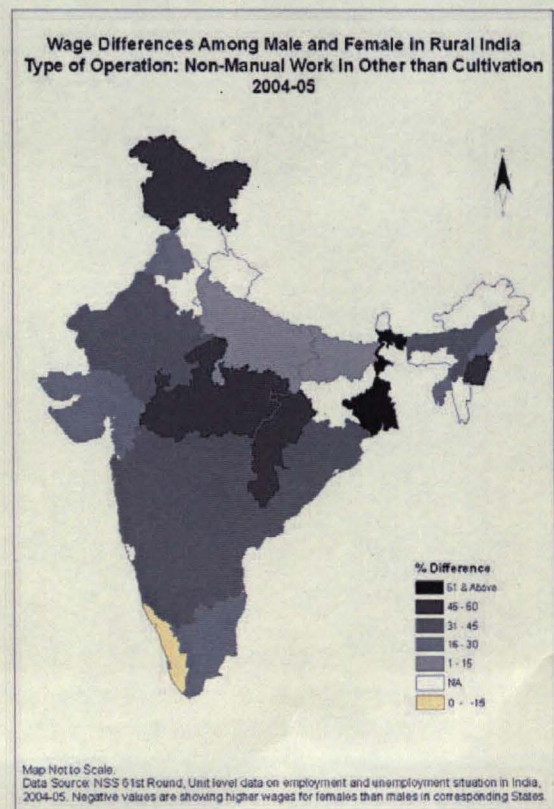 Wage Differences Among Male and Female in Rural India
Type of Operation: Non-Manual Work in Other than Cultivation
2004-05
% Difference
61 & Above
46 - 60
31 - 45
16 - 30
1 - 15
NA
0 - -15
Map Not to Scale.
Data Source: NSS 61st Round, Unit level data on employment and unemployment situation in India,
2004-05. Negative values are showing higher wages for females than males in corresponding States.